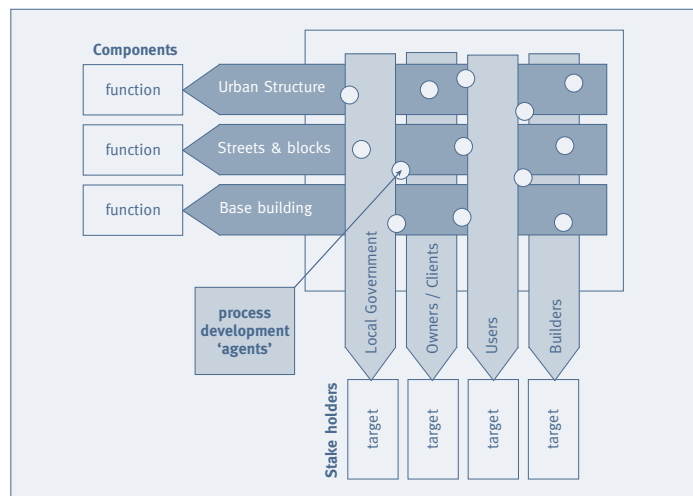 Components
function
Urban Structure
function
Streets & blocks
function
Base building
process
development
‘agents’
Local Government
Owners / Clients
Users
Builders
Stake holders
target
target
target
target